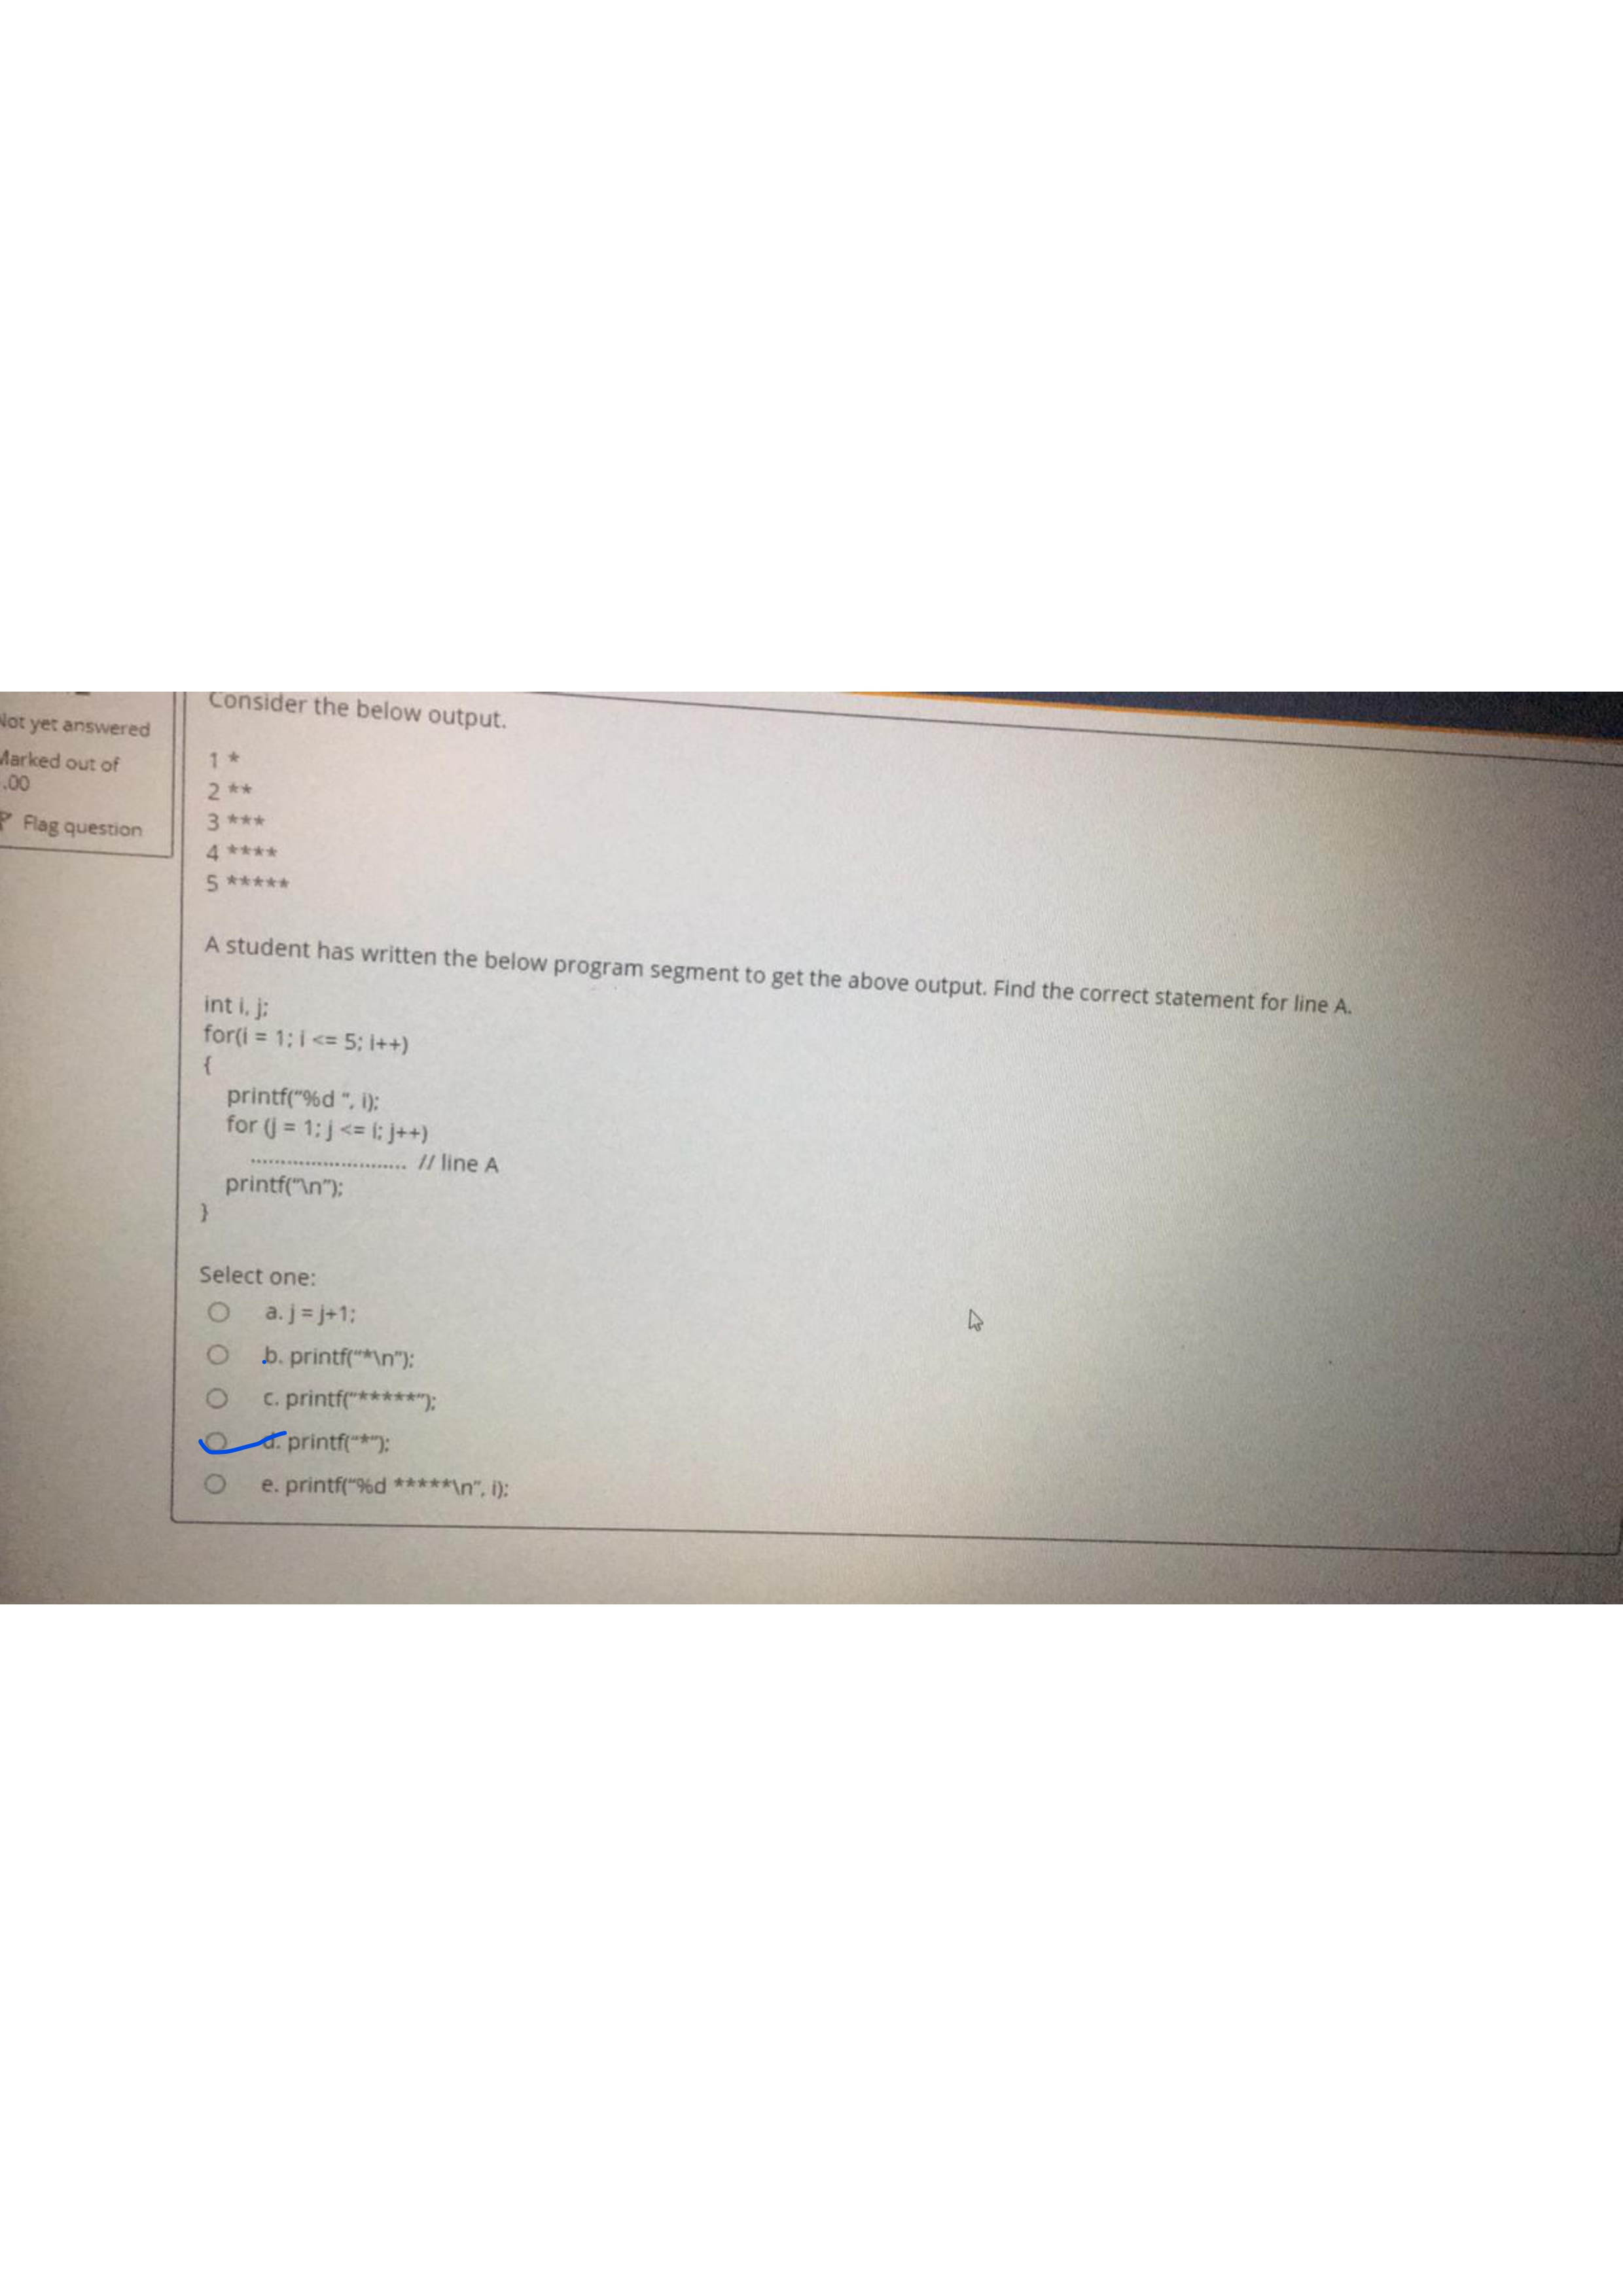 Not yet answered
Marked out of
.00
Flag question
Consider the below output.
1 *
2 **
3 ***
4 ****
5 *****
A student has written the below program segment to get the above output. Find the correct statement for line A.
int i, j;
for(i = 1; i <= 5; i++)
{
printf("%d ", i);
for (j = 1; j <= i; j++)
.......................... // line A
printf("\n");
}
Select one:
a. j = j+1;
b. printf("*\n");
c. printf("*****");
d. printf("*");
e. printf("%d *****\n", i);